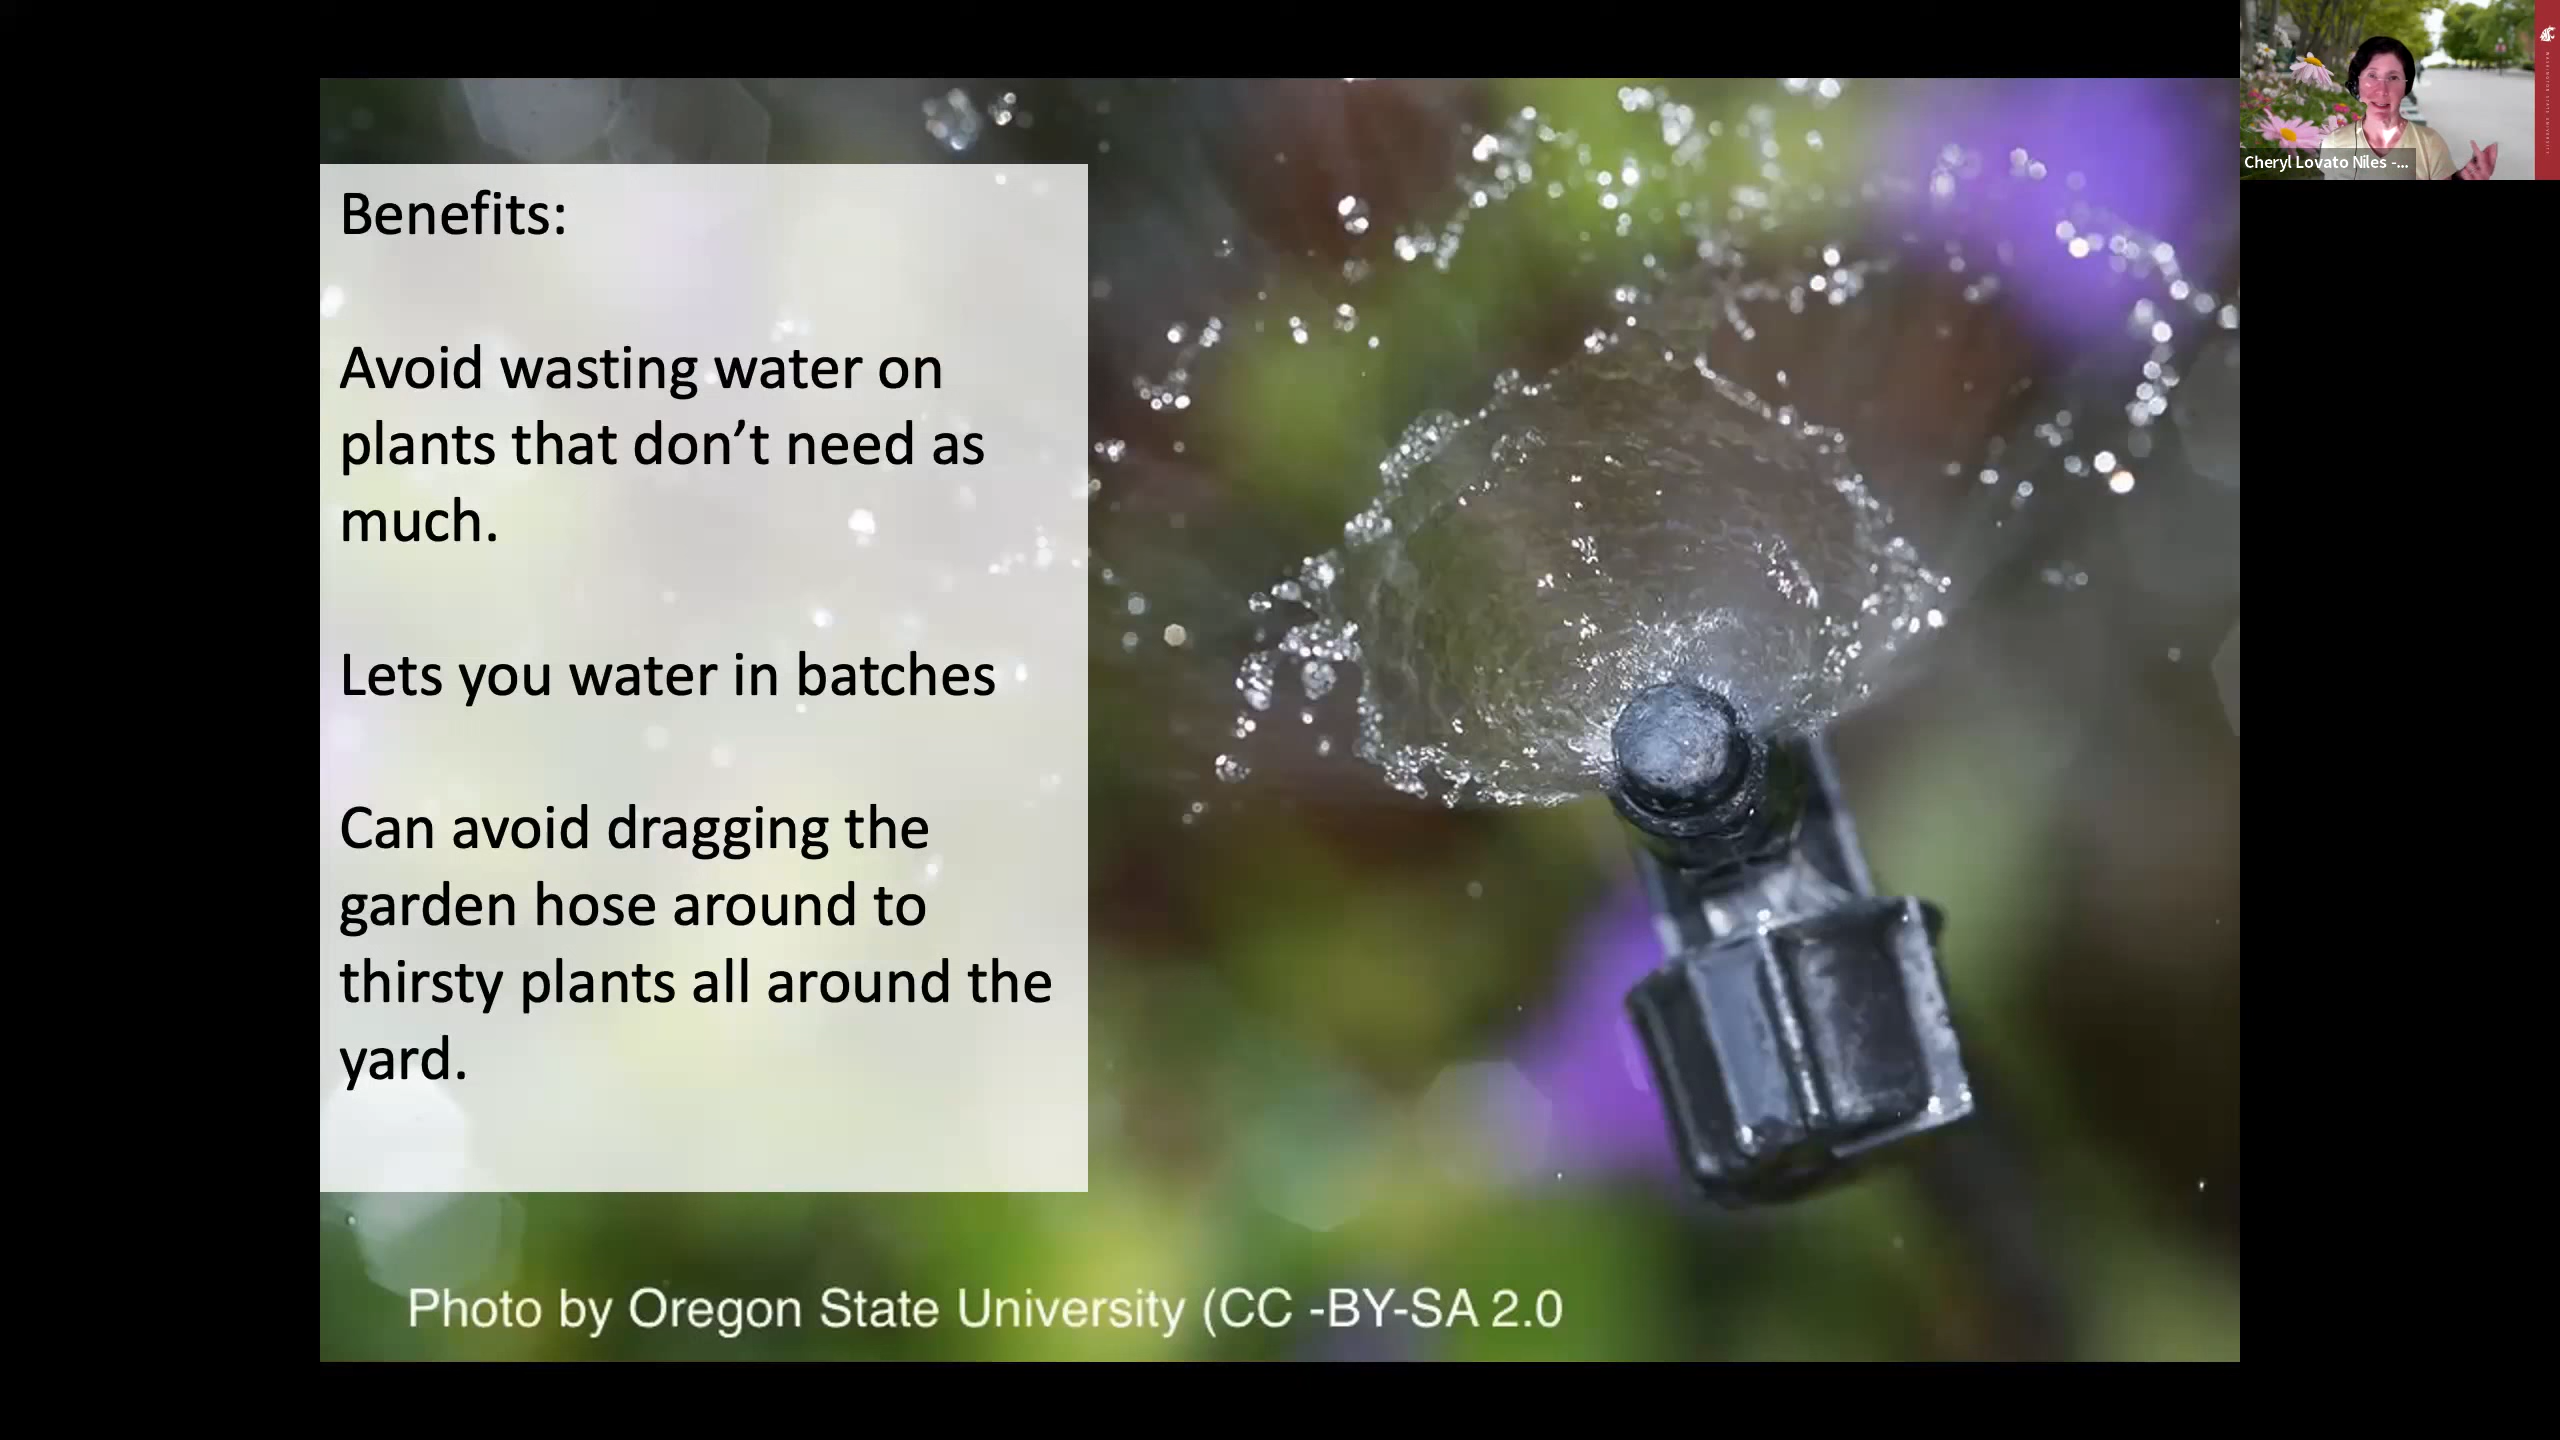 Benefits:
Avoid wasting water on
plants that don’t need as
much.
Lets you water in batches
Can avoid dragging the
garden hose around to
thirsty plants all around the
yard.
Photo by Oregon State University (CC -BY-SA 2.0
Cheryl Lovato Niles -...